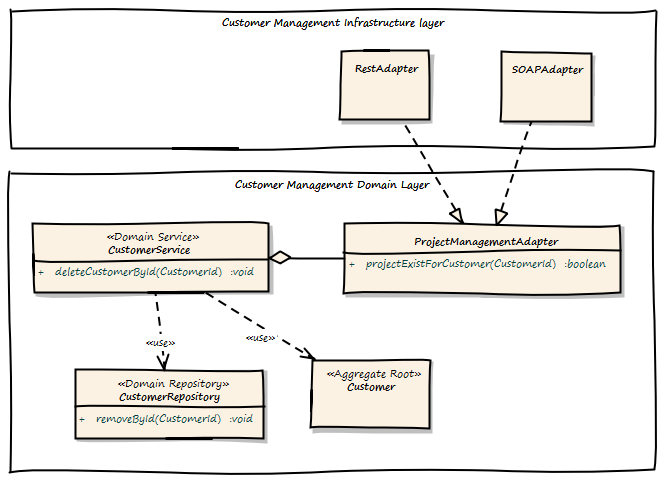 Customer Management Infrastructure layer
RestAdapter
SOAPAdapter
Customer Management Domain Layer
«Domain Service»
CustomerService
+ deleteCustomerById(CustomerId) :void
ProjectManagementAdapter
+ projectExistForCustomer(CustomerId) :boolean
«use»
«use»
«Domain Repository»
CustomerRepository
+ removeById(CustomerId) :void
«Aggregate Root»
Customer